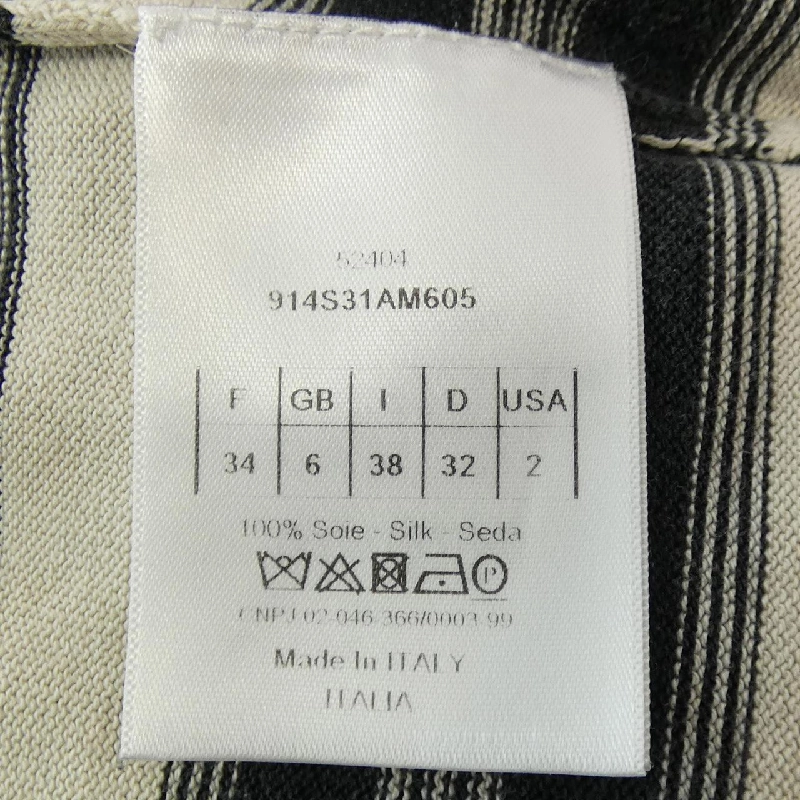 52404
914S31AM605
F GB I D USA
34 6 38 32 2
100% Soie - Silk - Seda
P
CNPJ 02 046 366/0003 99
Made In ITALY
ITALIA